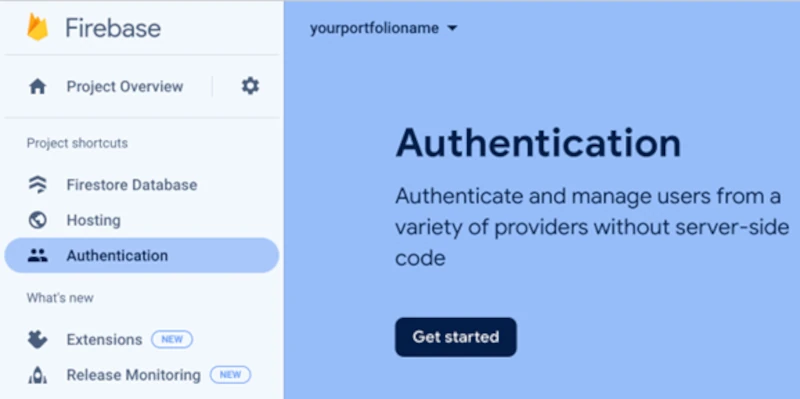 Firebase
Project Overview
Project shortcuts
Firestore Database
Hosting
Authentication
What's new
Extensions NEW
Release Monitoring NEW
yourportfolioname
Authentication
Authenticate and manage users from a
variety of providers without server-side
code
Get started